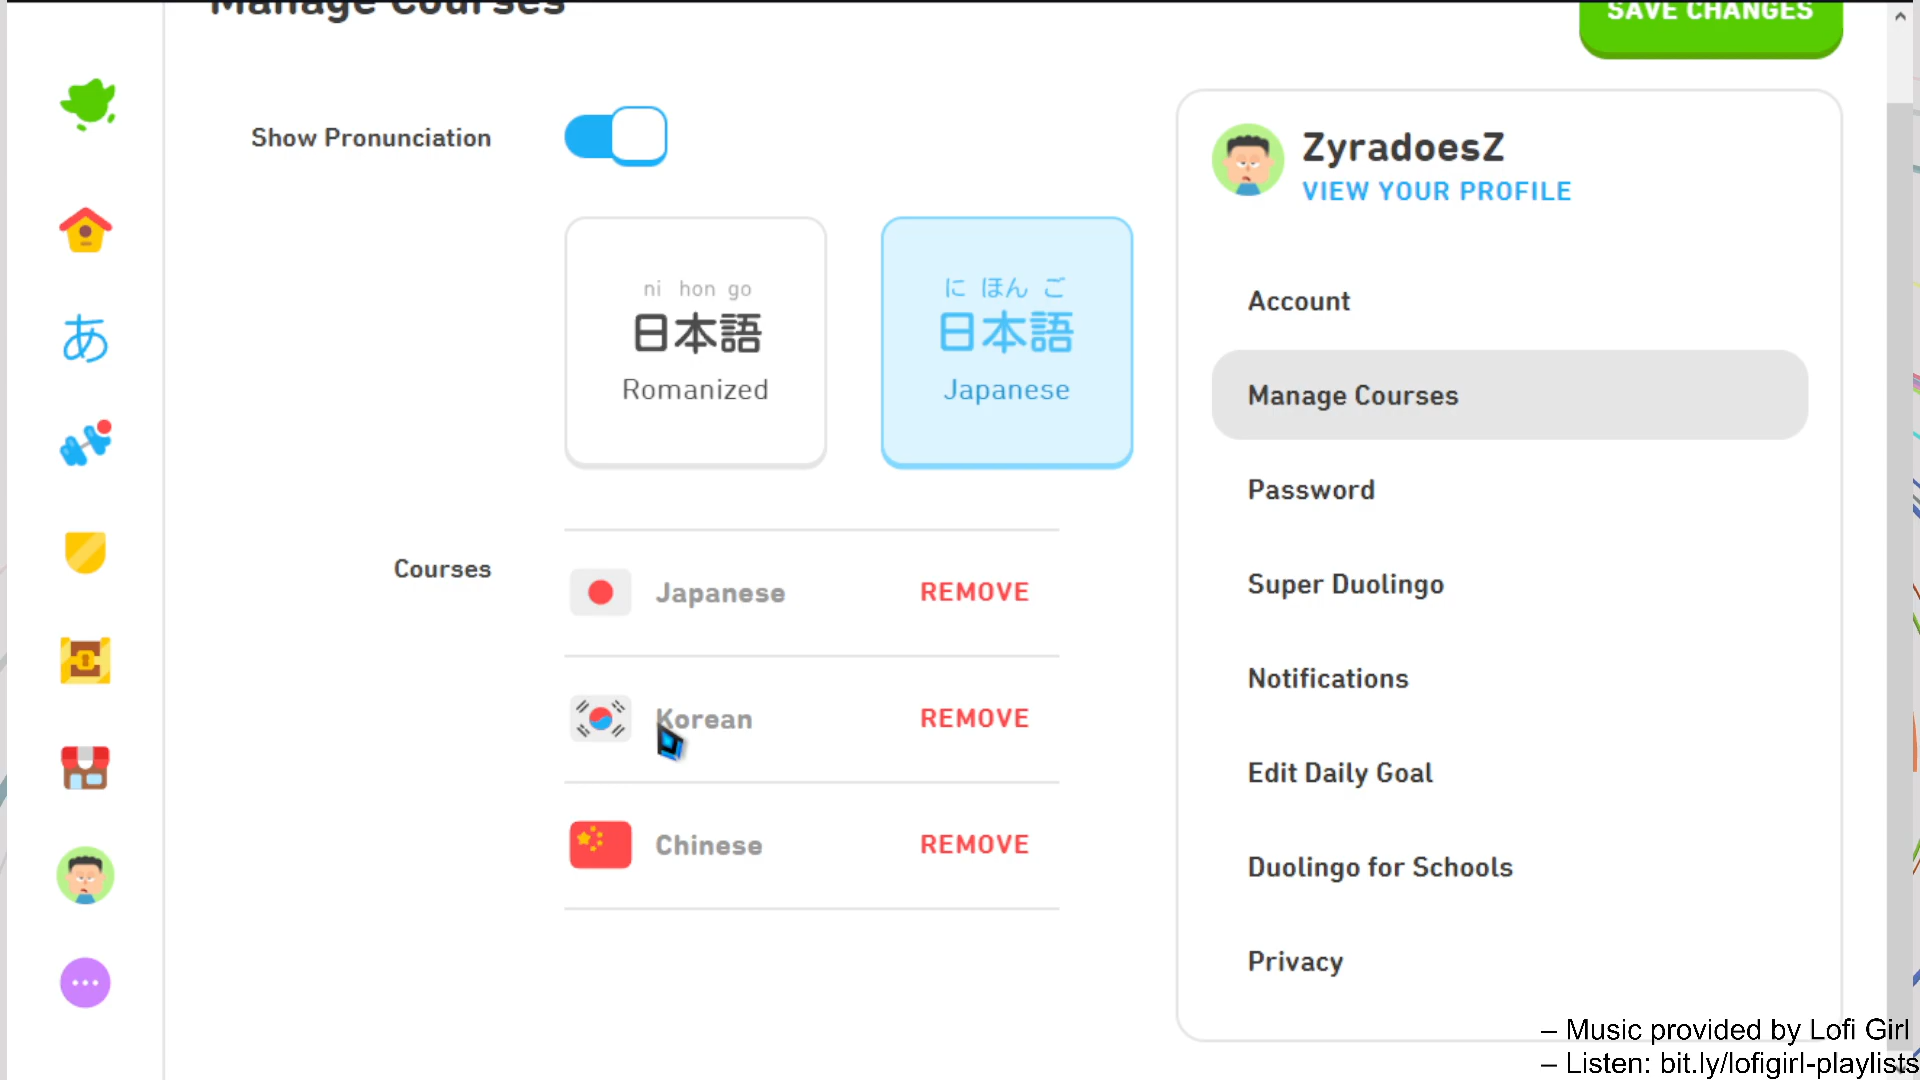 Manage Courses
SAVE CHANGES
Show Pronunciation
ni hon go
日本語
Romanized
に ほん ご
日本語
Japanese
Courses
Japanese
REMOVE
Korean
REMOVE
Chinese
REMOVE
ZyradoesZ
VIEW YOUR PROFILE
Account
Manage Courses
Password
Super Duolingo
Notifications
Edit Daily Goal
Duolingo for Schools
Privacy
あ
– Music provided by Lofi Girl
– Listen: bit.ly/lofigirl-playlists